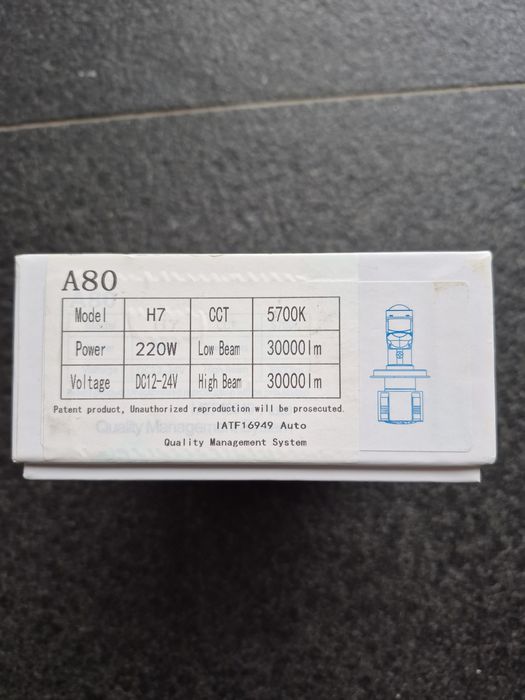 A80
Model H7 CCT 5700K
Power 220W Low Beam 30000lm
Voltage DC12-24V High Beam 30000lm
Patent product, Unauthorized reproduction will be prosecuted.
IATF16949 Auto
Quality Management System